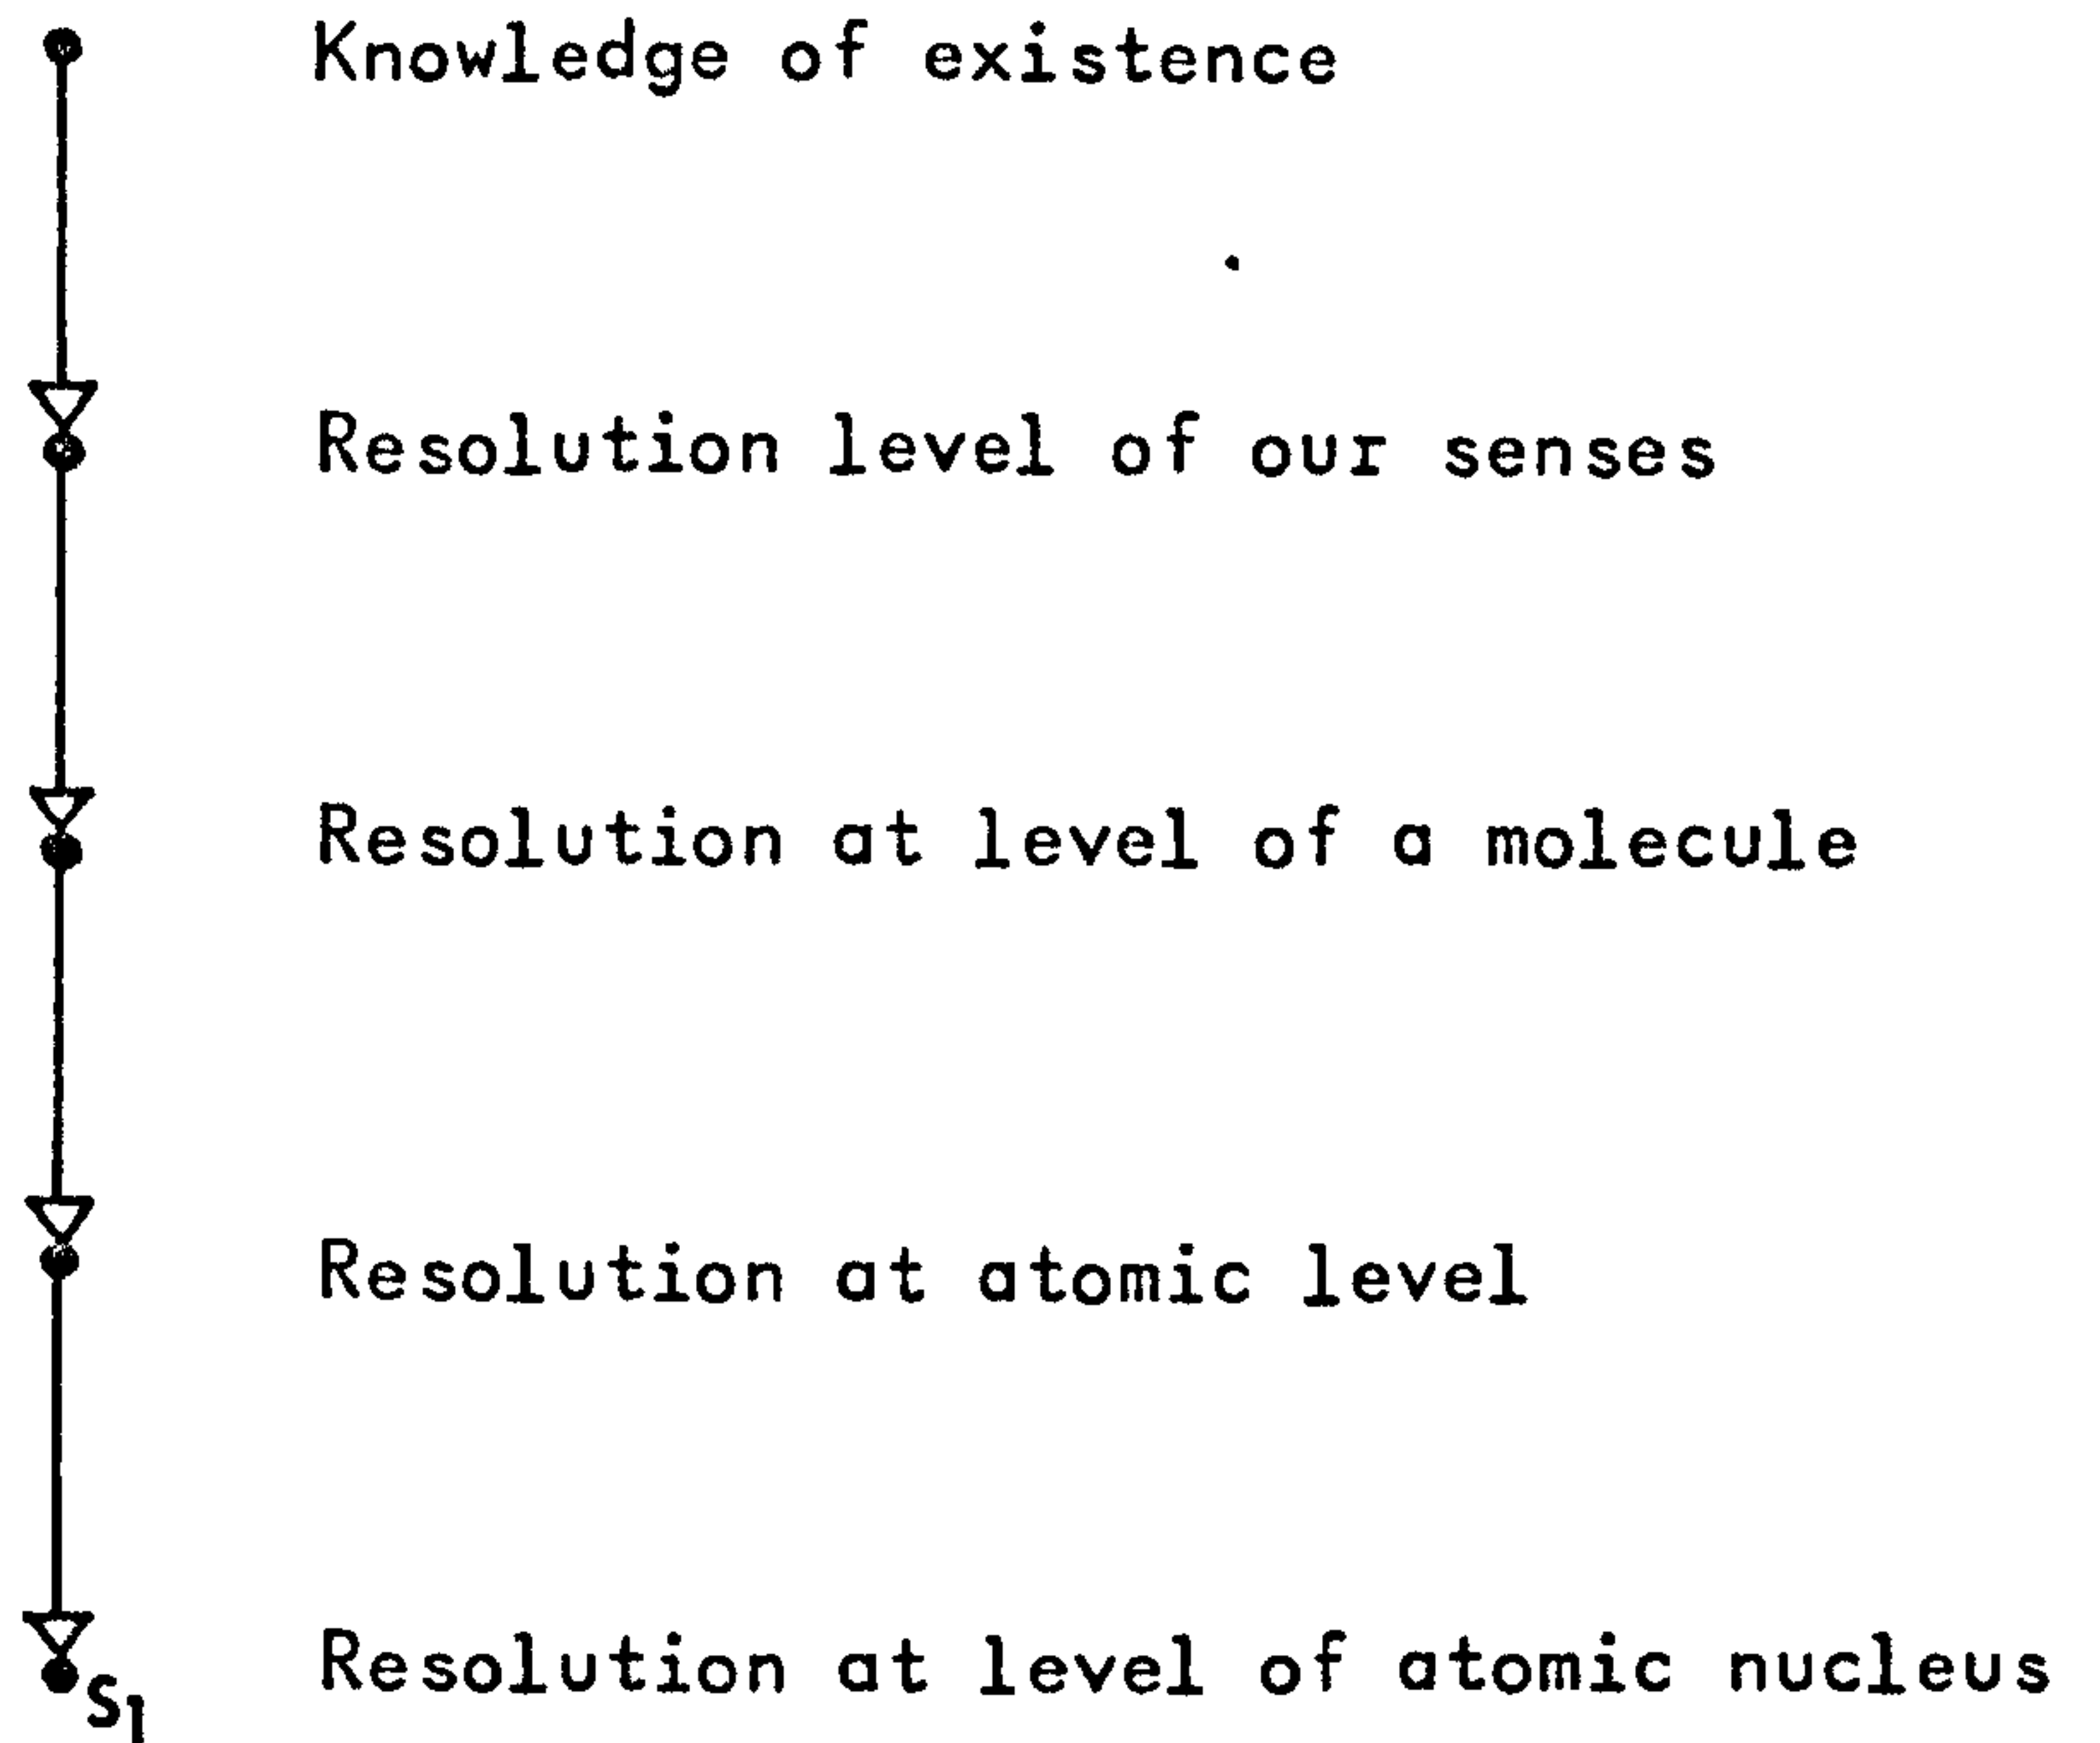 Knowledge of existence
Resolution level of our senses
Resolution at level of a molecule
Resolution at atomic level
Resolution at level of atomic nucleus
S1